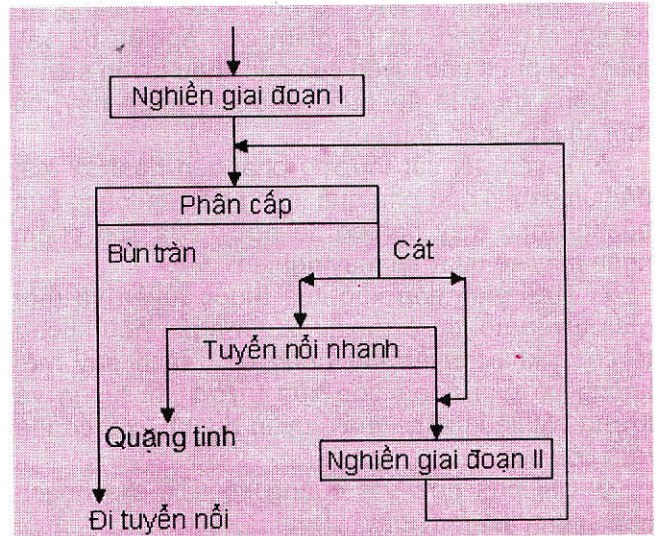 Nghiền giai đoạn I
Phân cấp
Bùn tràn
Cát
Tuyển nổi nhanh
Quặng tinh
Nghiền giai đoạn II
Đi tuyển nổi